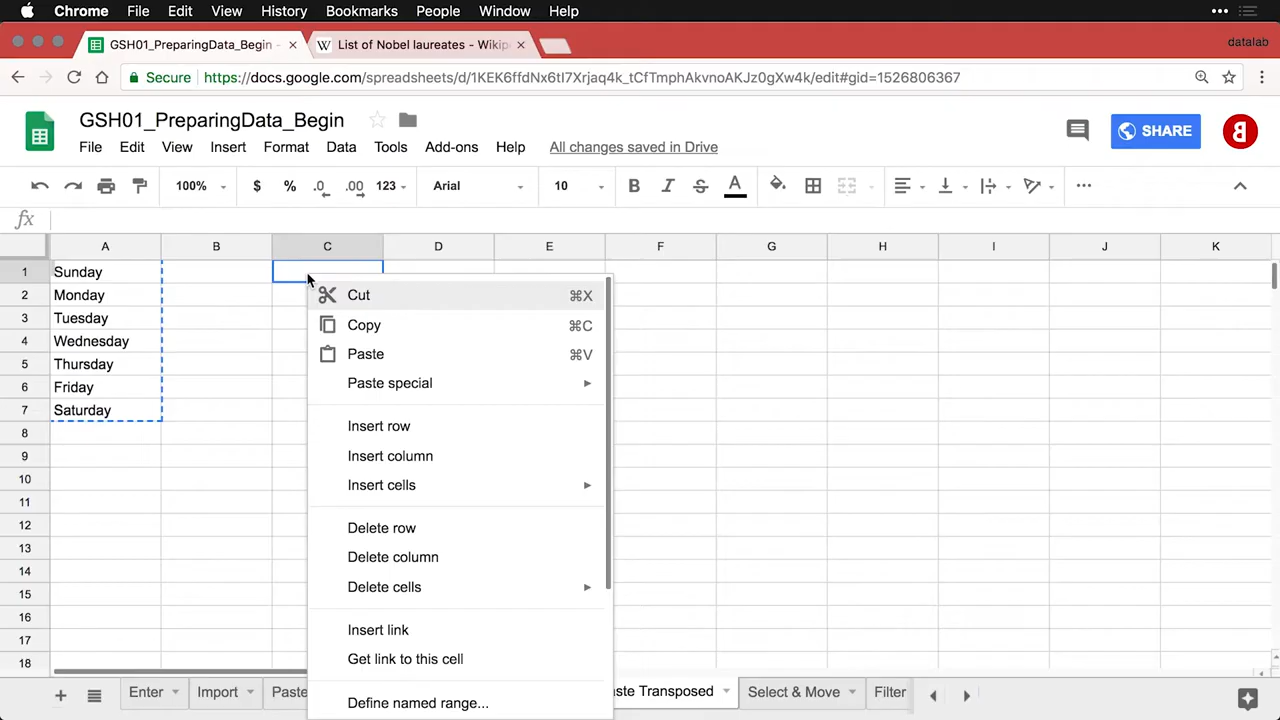 Chrome File Edit View History Bookmarks People Window Help
GSH01_PreparingData_Begin - × List of Nobel laureates - Wikip × datalab
Secure https://docs.google.com/spreadsheets/d/1KEK6ffdNx6tI7Xrjaq4k_tCfTmphAkvnoAKJz0gXw4k/edit#gid=1526806367
GSH01_PreparingData_Begin
SHARE
File Edit View Insert Format Data Tools Add-ons Help All changes saved in Drive
100% $ % .0 .00 123 Arial 10 B I S A
fx
A B C D E F G H I J K
1 Sunday
2 Monday
3 Tuesday
4 Wednesday
5 Thursday
6 Friday
7 Saturday
8
9
10
11
12
13
14
15
16
17
18
Cut ⌘X
Copy ⌘C
Paste ⌘V
Paste special
Insert row
Insert column
Insert cells
Delete row
Delete column
Delete cells
Insert link
Get link to this cell
Define named range...
Enter Import Paste ste Transposed Select & Move Filter